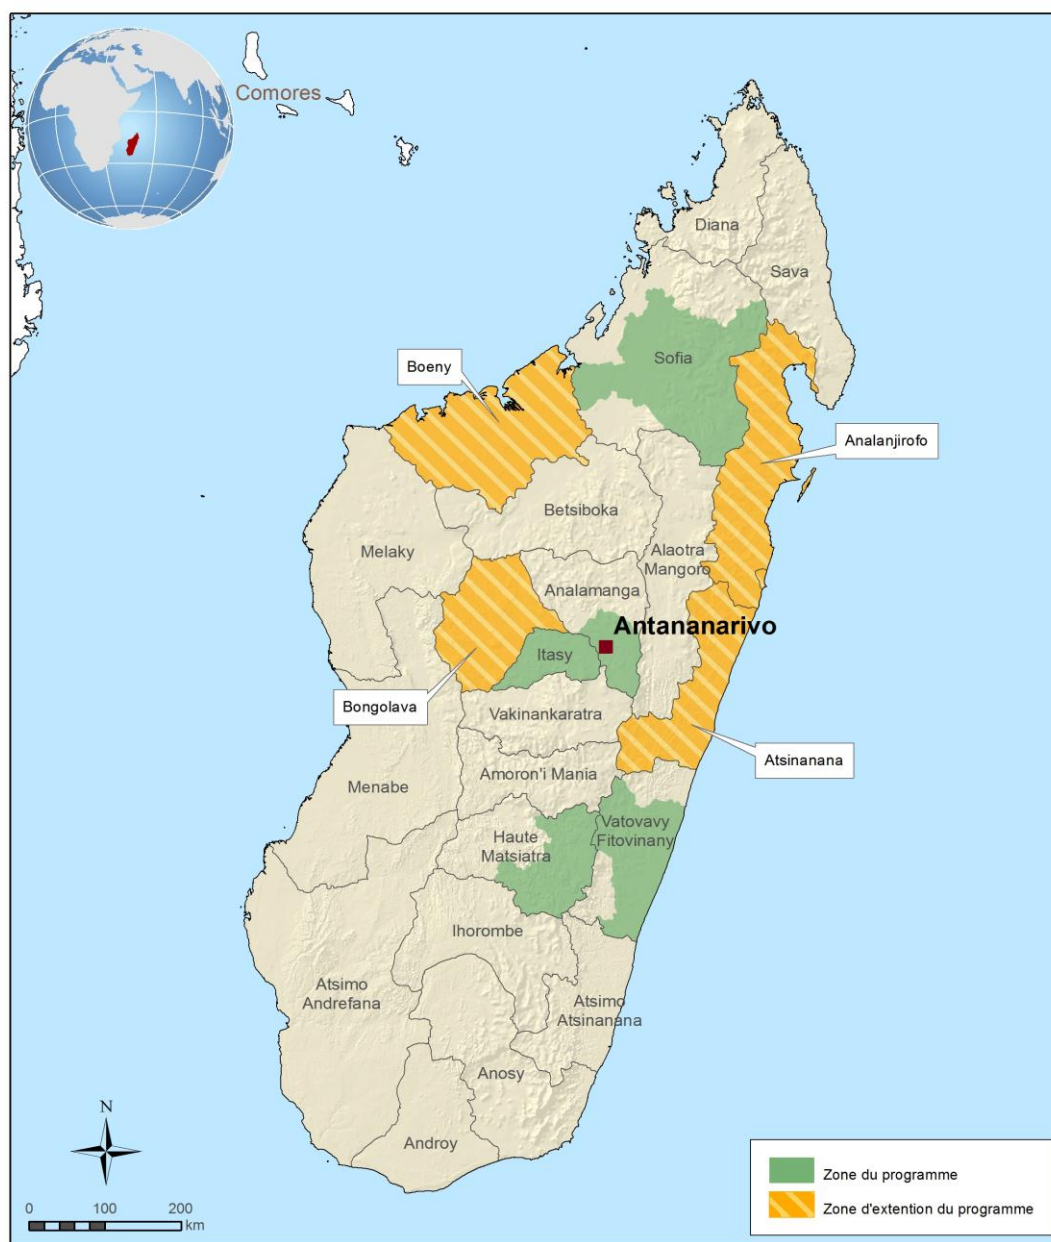 Comores
Diana
Sava
Sofia
Boeny
Analanjirofo
Betsiboka
Melaky
Alaotra
Mangoro
Analamanga
Antananarivo
Itasy
Bongolava
Vakinankaratra
Atsinanana
Amoron'i Mania
Menabe
Vatovavy
Fitovinany
Haute
Matsiatra
Ihorombe
Atsimo
Andrefana
Atsimo
Atsinanana
Anosy
Androy
N
0 100 200
km
Zone du programme
Zone d'extention du programme